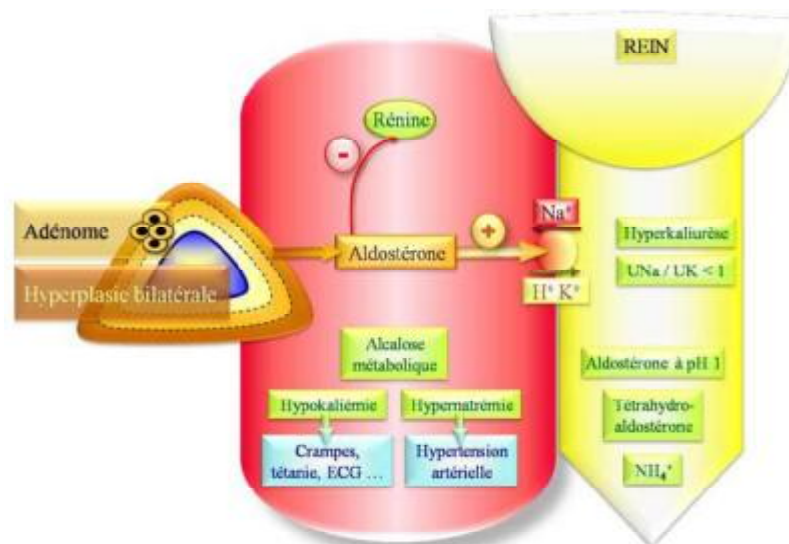 REIN
Rénine
-
Na⁺
Adénome
Aldostérone
+
Hyperkaliurèse
Hyperplasie bilatérale
H⁺ K⁺
UNa / UK < 1
Alcalose
métabolique
Aldostérone à pH 1
Hypokaliémie
Hypernatrémie
Tétrahydro-
aldostérone
Crampes,
tétanie, ECG ...
Hypertension
artérielle
NH₄⁺